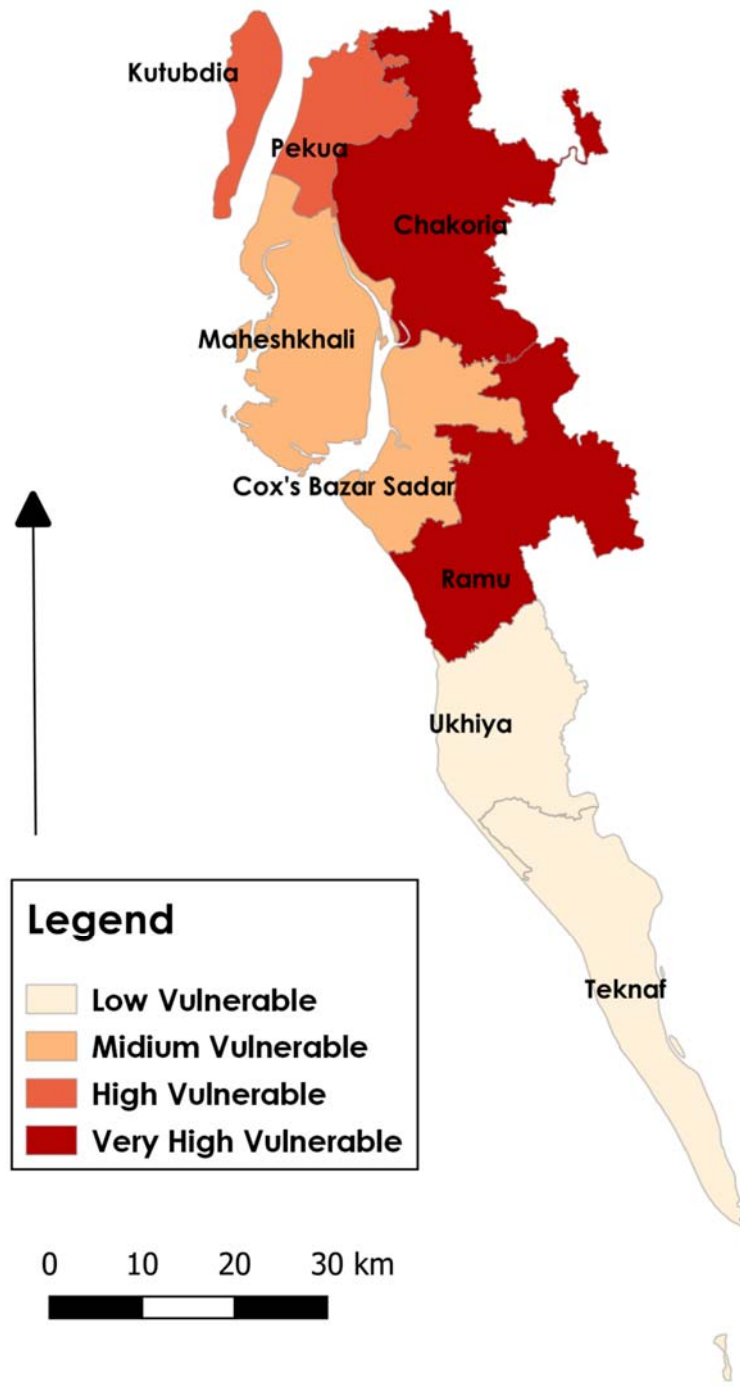 Kutubdia
Pekua
Chakoria
Maheshkhali
Cox's Bazar Sadar
Ramu
Ukhiya
Teknaf
Legend
Low Vulnerable
Midium Vulnerable
High Vulnerable
Very High Vulnerable
0 10 20 30 km